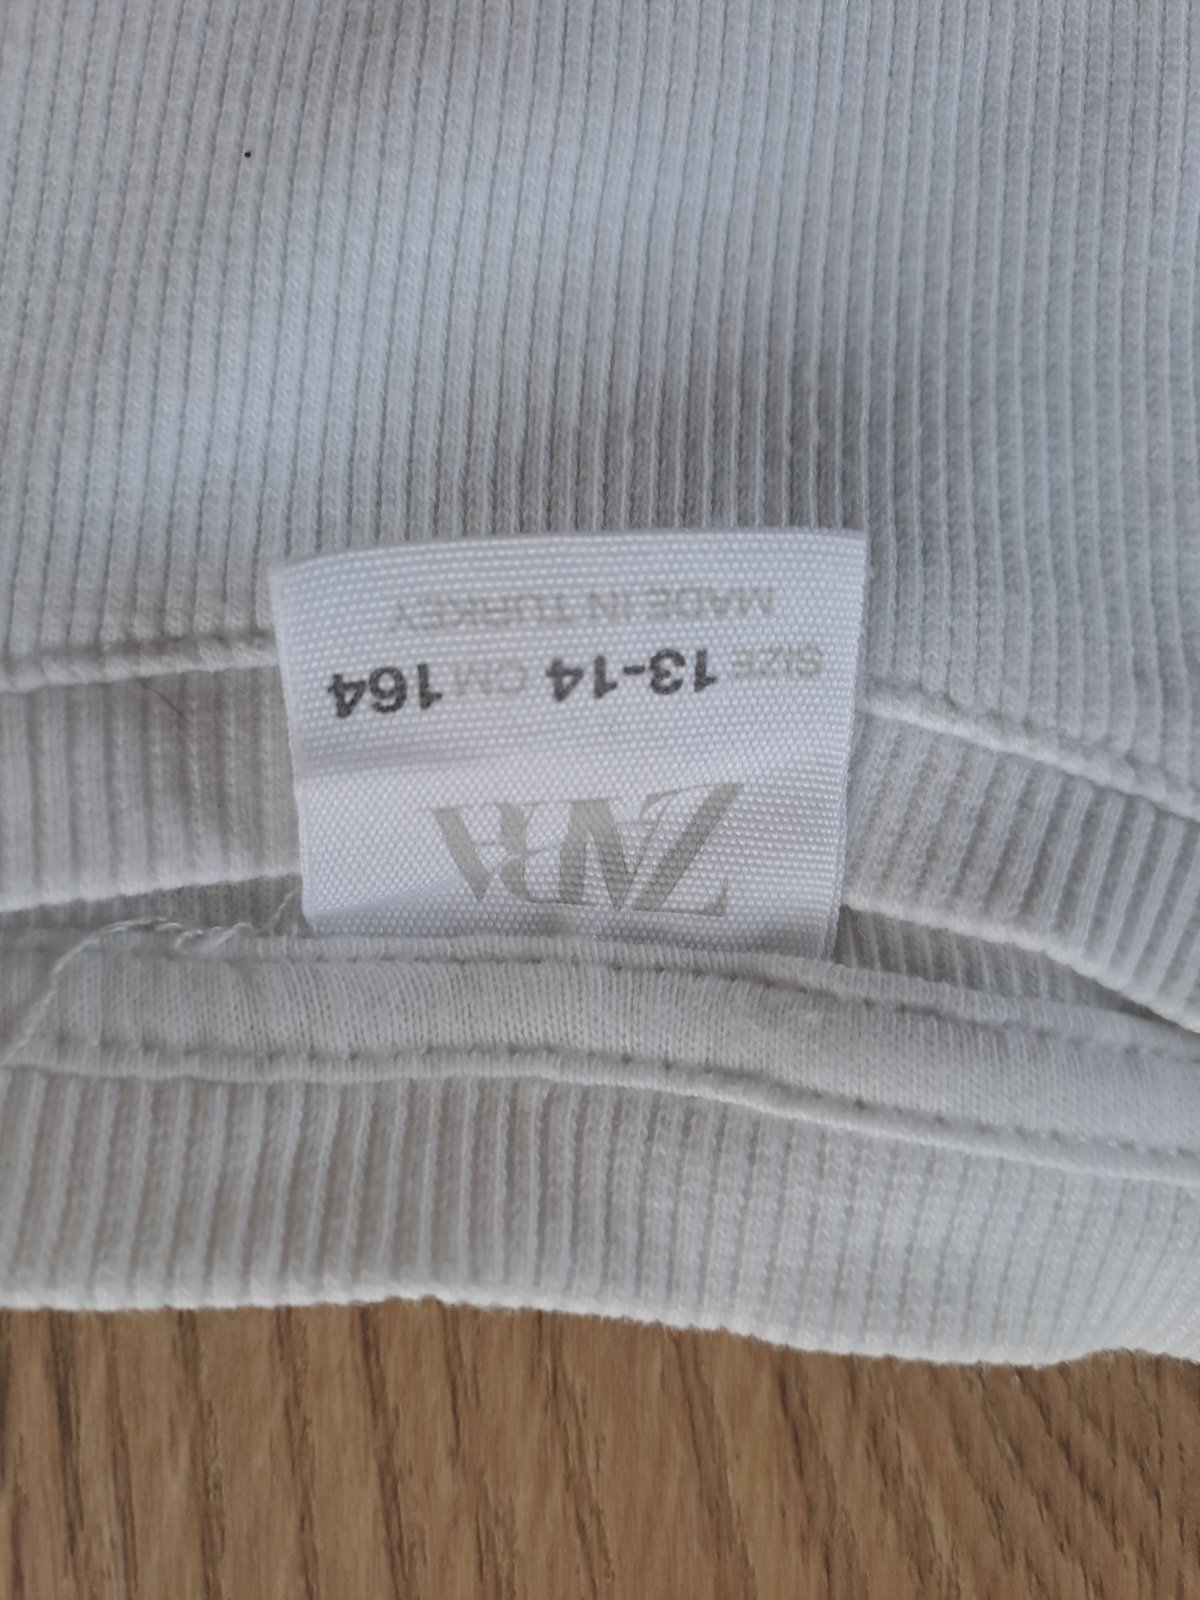 ZARA
SIZE 13-14 CM 164
MADE IN TURKEY